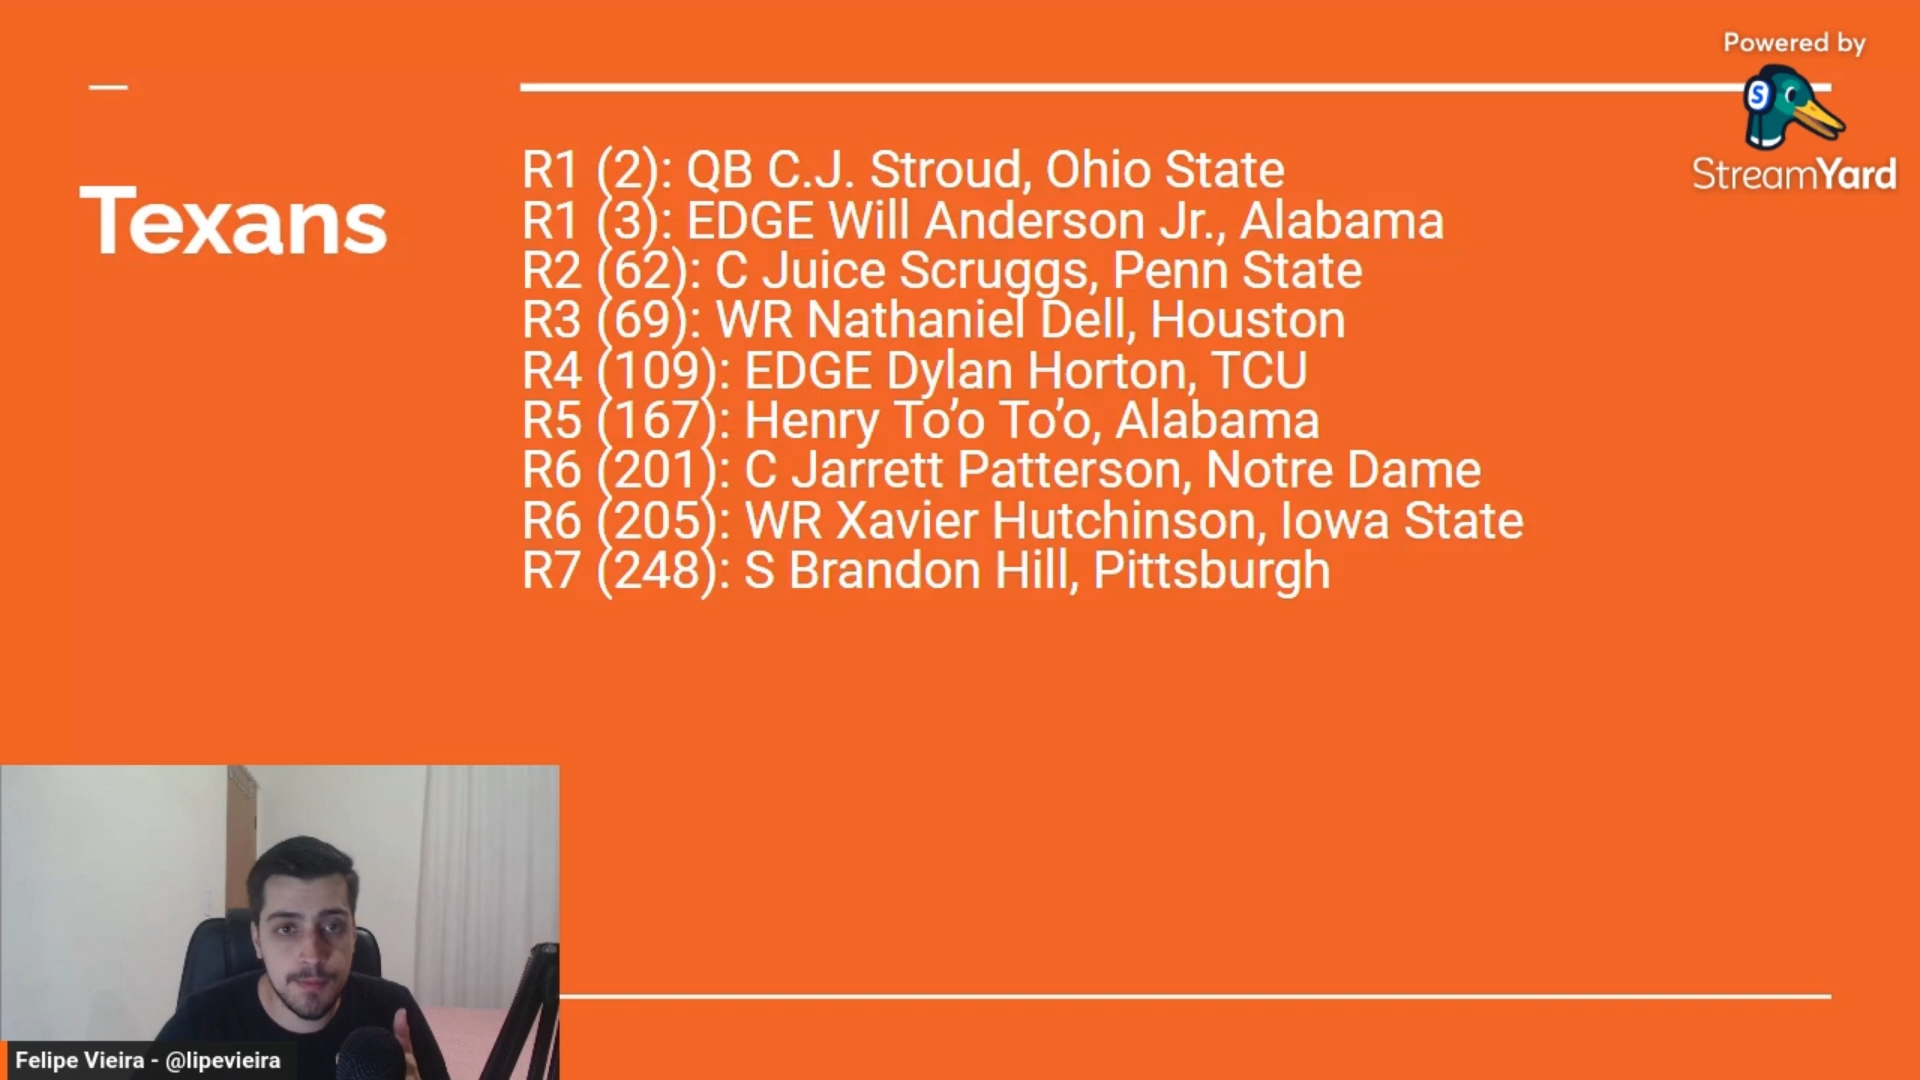 Powered by
StreamYard
Texans
R1 (2): QB C.J. Stroud, Ohio State
R1 (3): EDGE Will Anderson Jr., Alabama
R2 (62): C Juice Scruggs, Penn State
R3 (69): WR Nathaniel Dell, Houston
R4 (109): EDGE Dylan Horton, TCU
R5 (167): Henry To’o To’o, Alabama
R6 (201): C Jarrett Patterson, Notre Dame
R6 (205): WR Xavier Hutchinson, Iowa State
R7 (248): S Brandon Hill, Pittsburgh
Felipe Vieira - @lipevieira